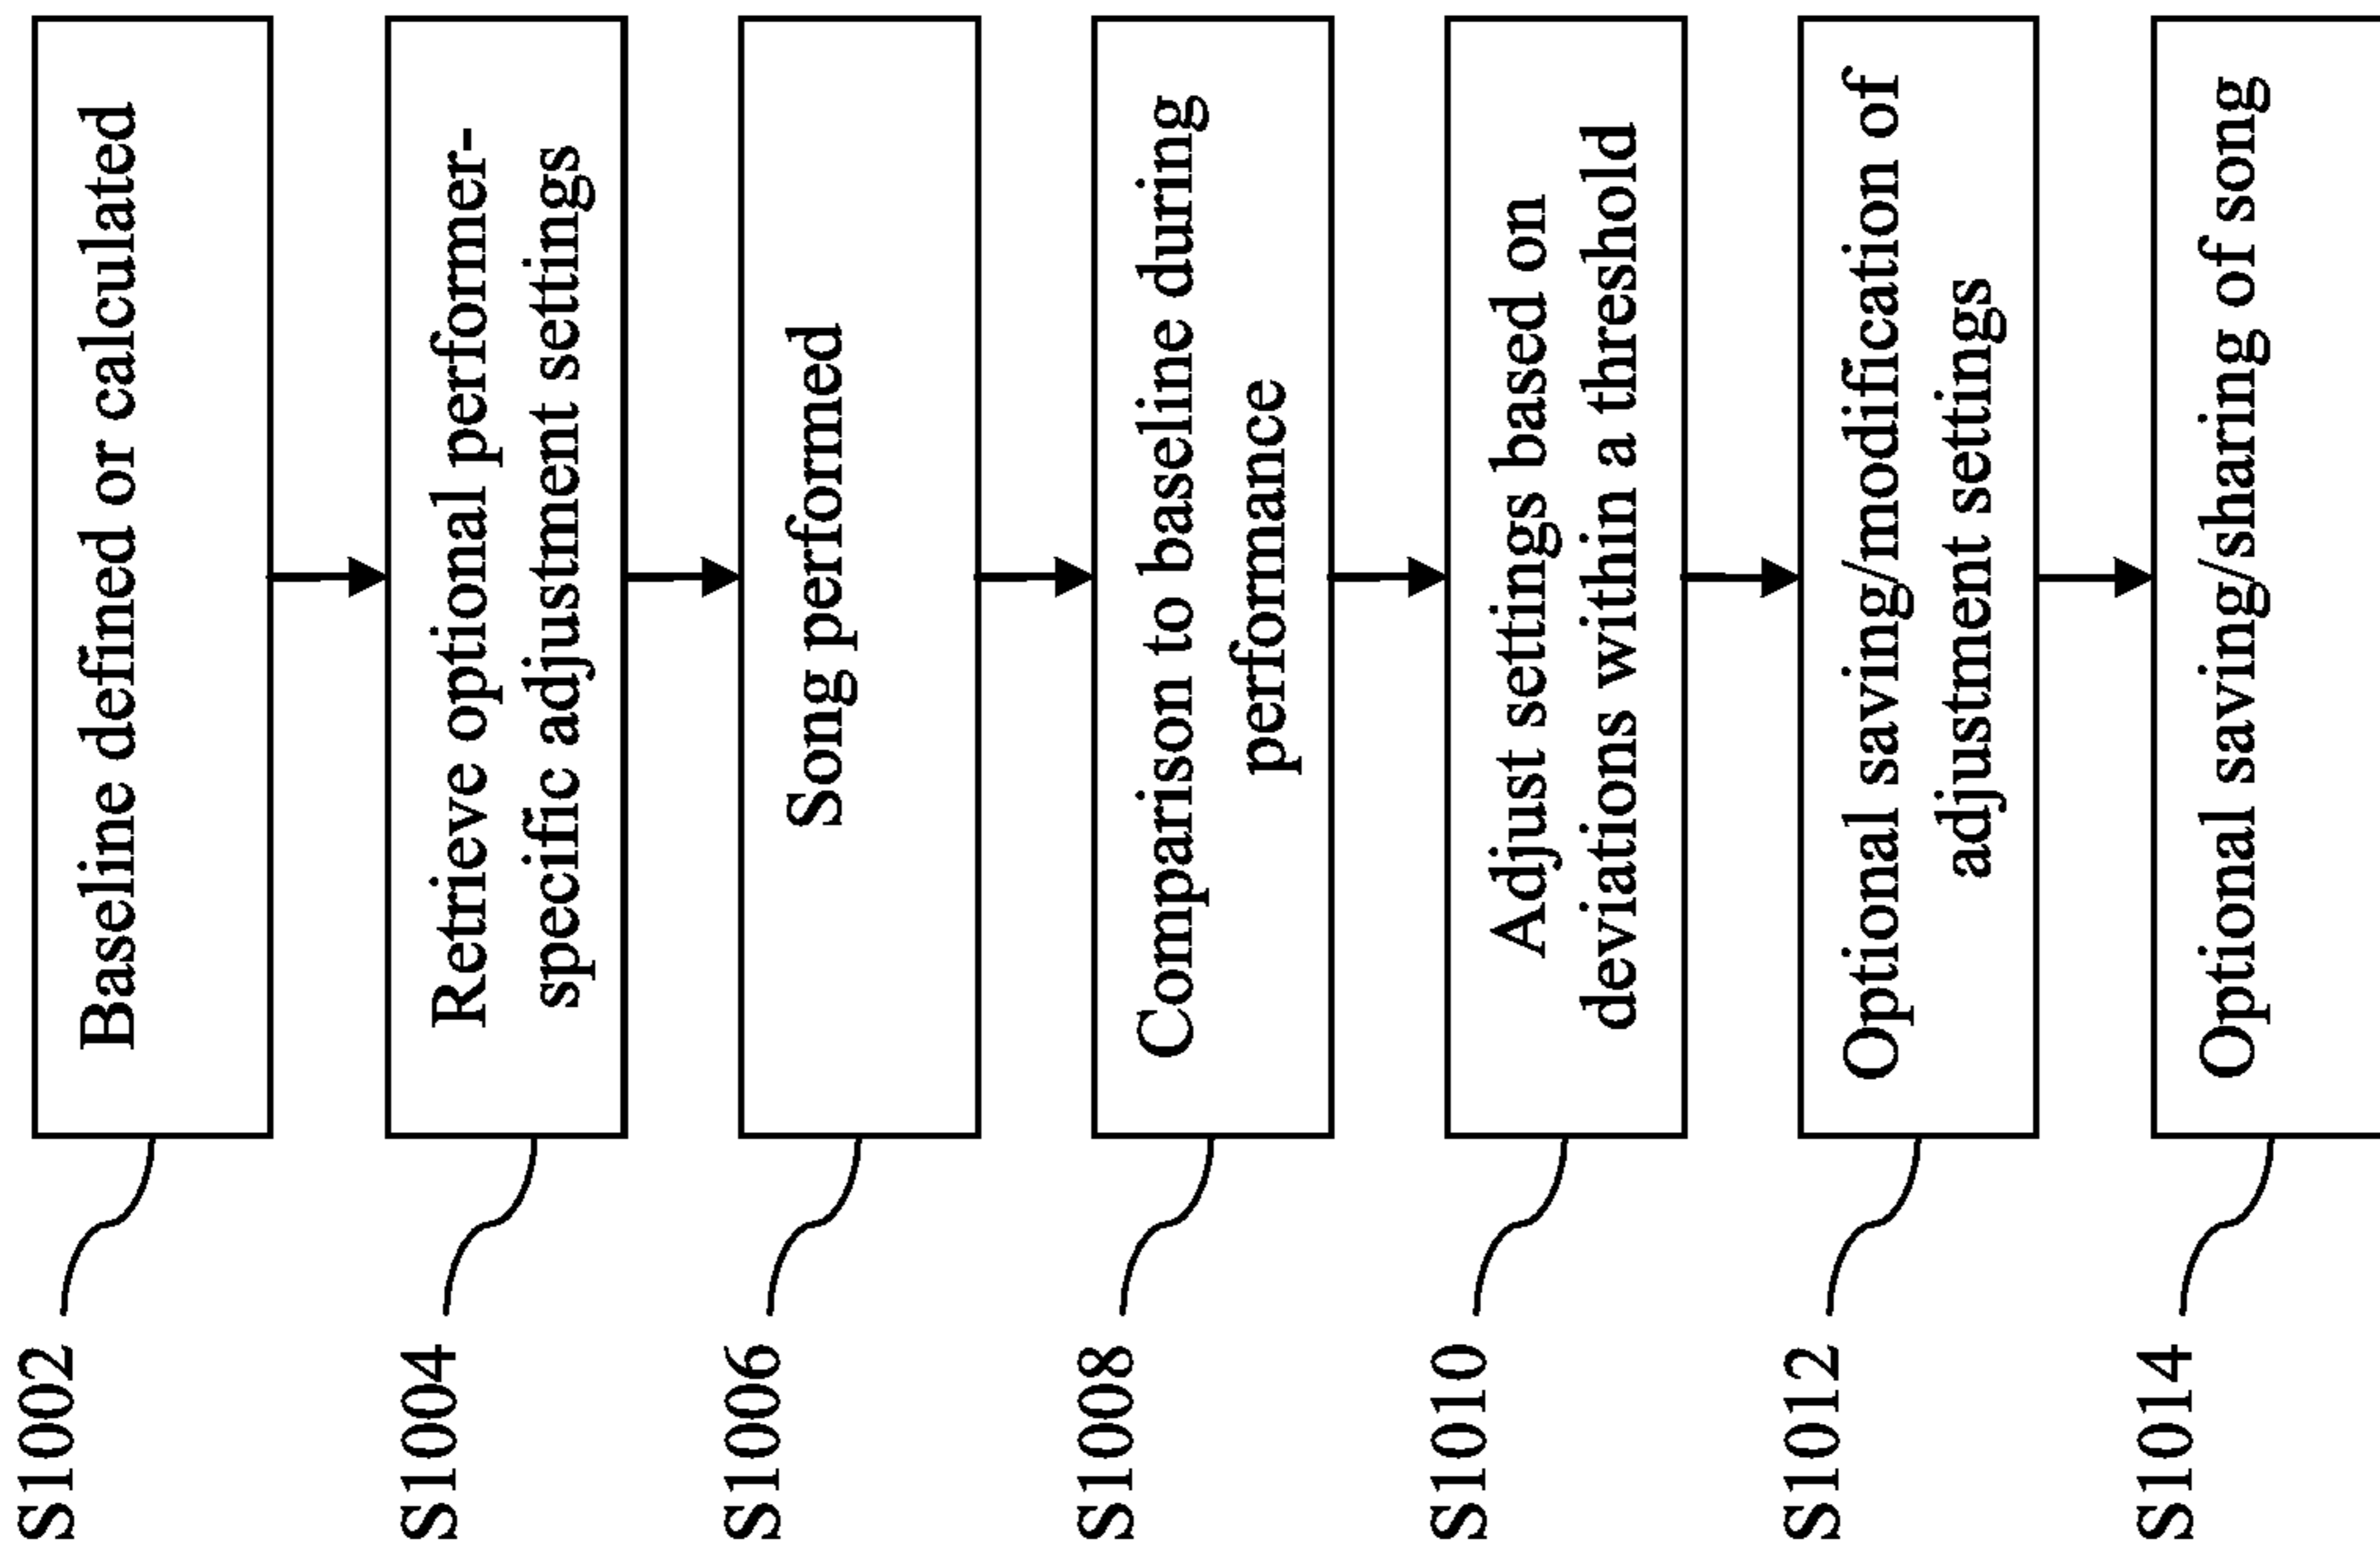 S1002
Baseline defined or calculated
S1004
Retrieve optional performer-
specific adjustment settings
S1006
Song performed
S1008
Comparison to baseline during
performance
S1010
Adjust settings based on
deviations within a threshold
S1012
Optional saving/modification of
adjustment settings
S1014
Optional saving/sharing of song